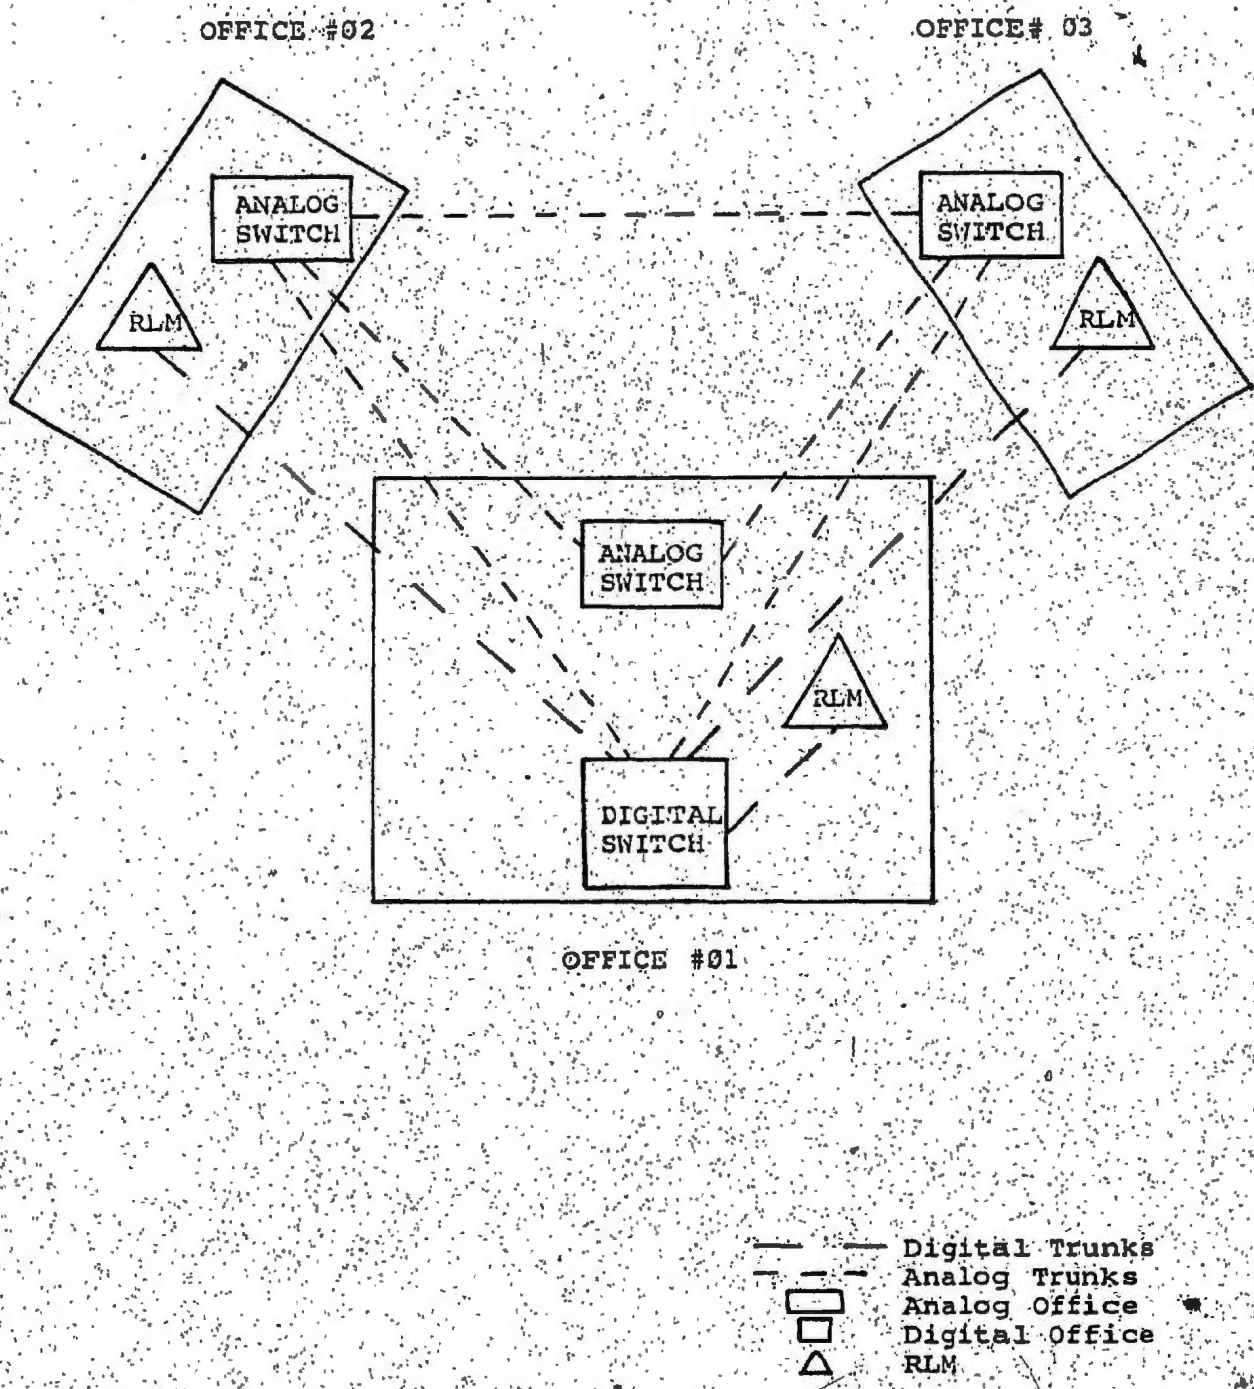 OFFICE #02
OFFICE# 03
ANALOG
SWITCH
ANALOG
SWITCH
RLM
RLM
ANALOG
SWITCH
RLM
DIGITAL
SWITCH
OFFICE #01
Digital Trunks
Analog Trunks
Analog Office
Digital Office
RLM